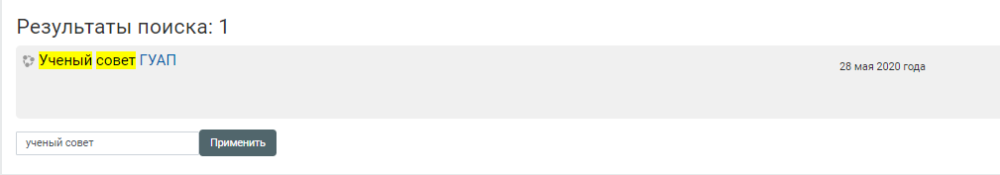 Результаты поиска: 1
Ученый совет ГУАП
28 мая 2020 года
ученый совет
Применить